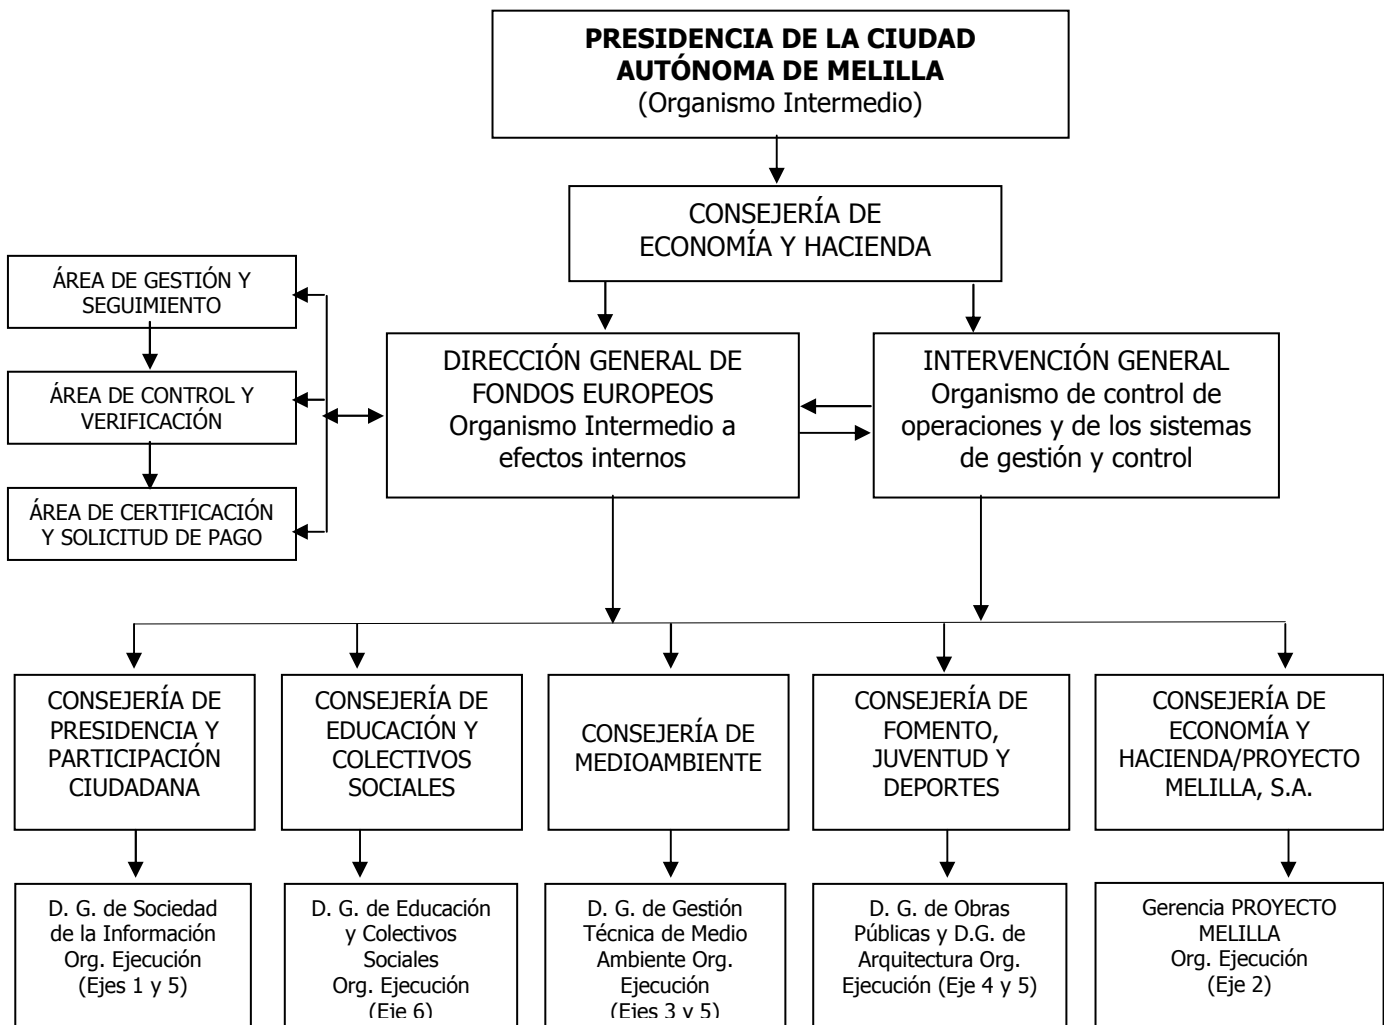 PRESIDENCIA DE LA CIUDAD
AUTÓNOMA DE MELILLA
(Organismo Intermedio)
CONSEJERÍA DE
ECONOMÍA Y HACIENDA
ÁREA DE GESTIÓN Y
SEGUIMIENTO
ÁREA DE CONTROL Y
VERIFICACIÓN
ÁREA DE CERTIFICACIÓN
Y SOLICITUD DE PAGO
DIRECCIÓN GENERAL DE
FONDOS EUROPEOS
Organismo Intermedio a
efectos internos
INTERVENCIÓN GENERAL
Organismo de control de
operaciones y de los sistemas
de gestión y control
CONSEJERÍA DE
PRESIDENCIA Y
PARTICIPACIÓN
CIUDADANA
CONSEJERÍA DE
EDUCACIÓN Y
COLECTIVOS
SOCIALES
CONSEJERÍA DE
MEDIOAMBIENTE
CONSEJERÍA DE
FOMENTO,
JUVENTUD Y
DEPORTES
CONSEJERÍA DE
ECONOMÍA Y
HACIENDA/PROYECTO
MELILLA, S.A.
D. G. de Sociedad
de la Información
Org. Ejecución
(Ejes 1 y 5)
D. G. de Educación
y Colectivos
Sociales
Org. Ejecución
(Eje 6)
D. G. de Gestión
Técnica de Medio
Ambiente Org.
Ejecución
(Ejes 3 y 5)
D. G. de Obras
Públicas y D.G. de
Arquitectura Org.
Ejecución (Eje 4 y 5)
Gerencia PROYECTO
MELILLA
Org. Ejecución
(Eje 2)